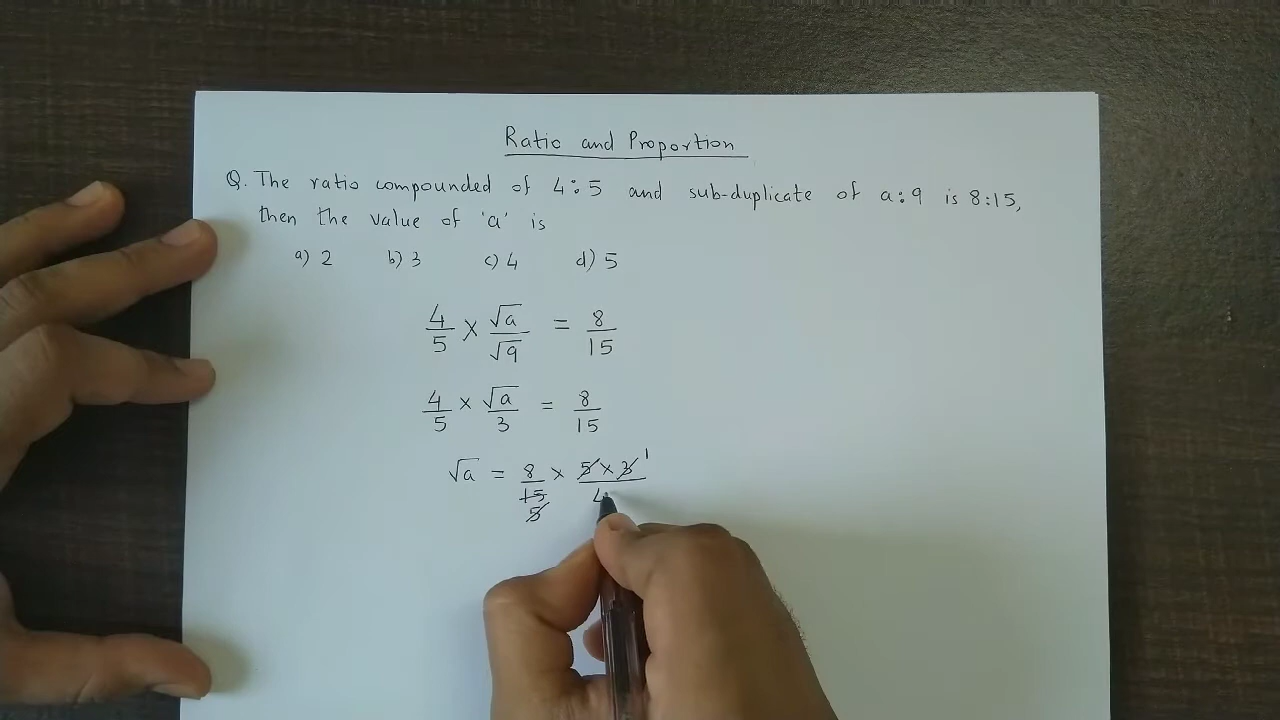 Ratio and Proportion
Q. The ratio compounded of 4:5 and sub-duplicate of a:9 is 8:15,
then the value of 'a' is
a) 2 b) 3 c) 4 d) 5
4/5 × √a/√9 = 8/15
4/5 × √a/3 = 8/15
√a = 8/15 × 5×3/4
5 1